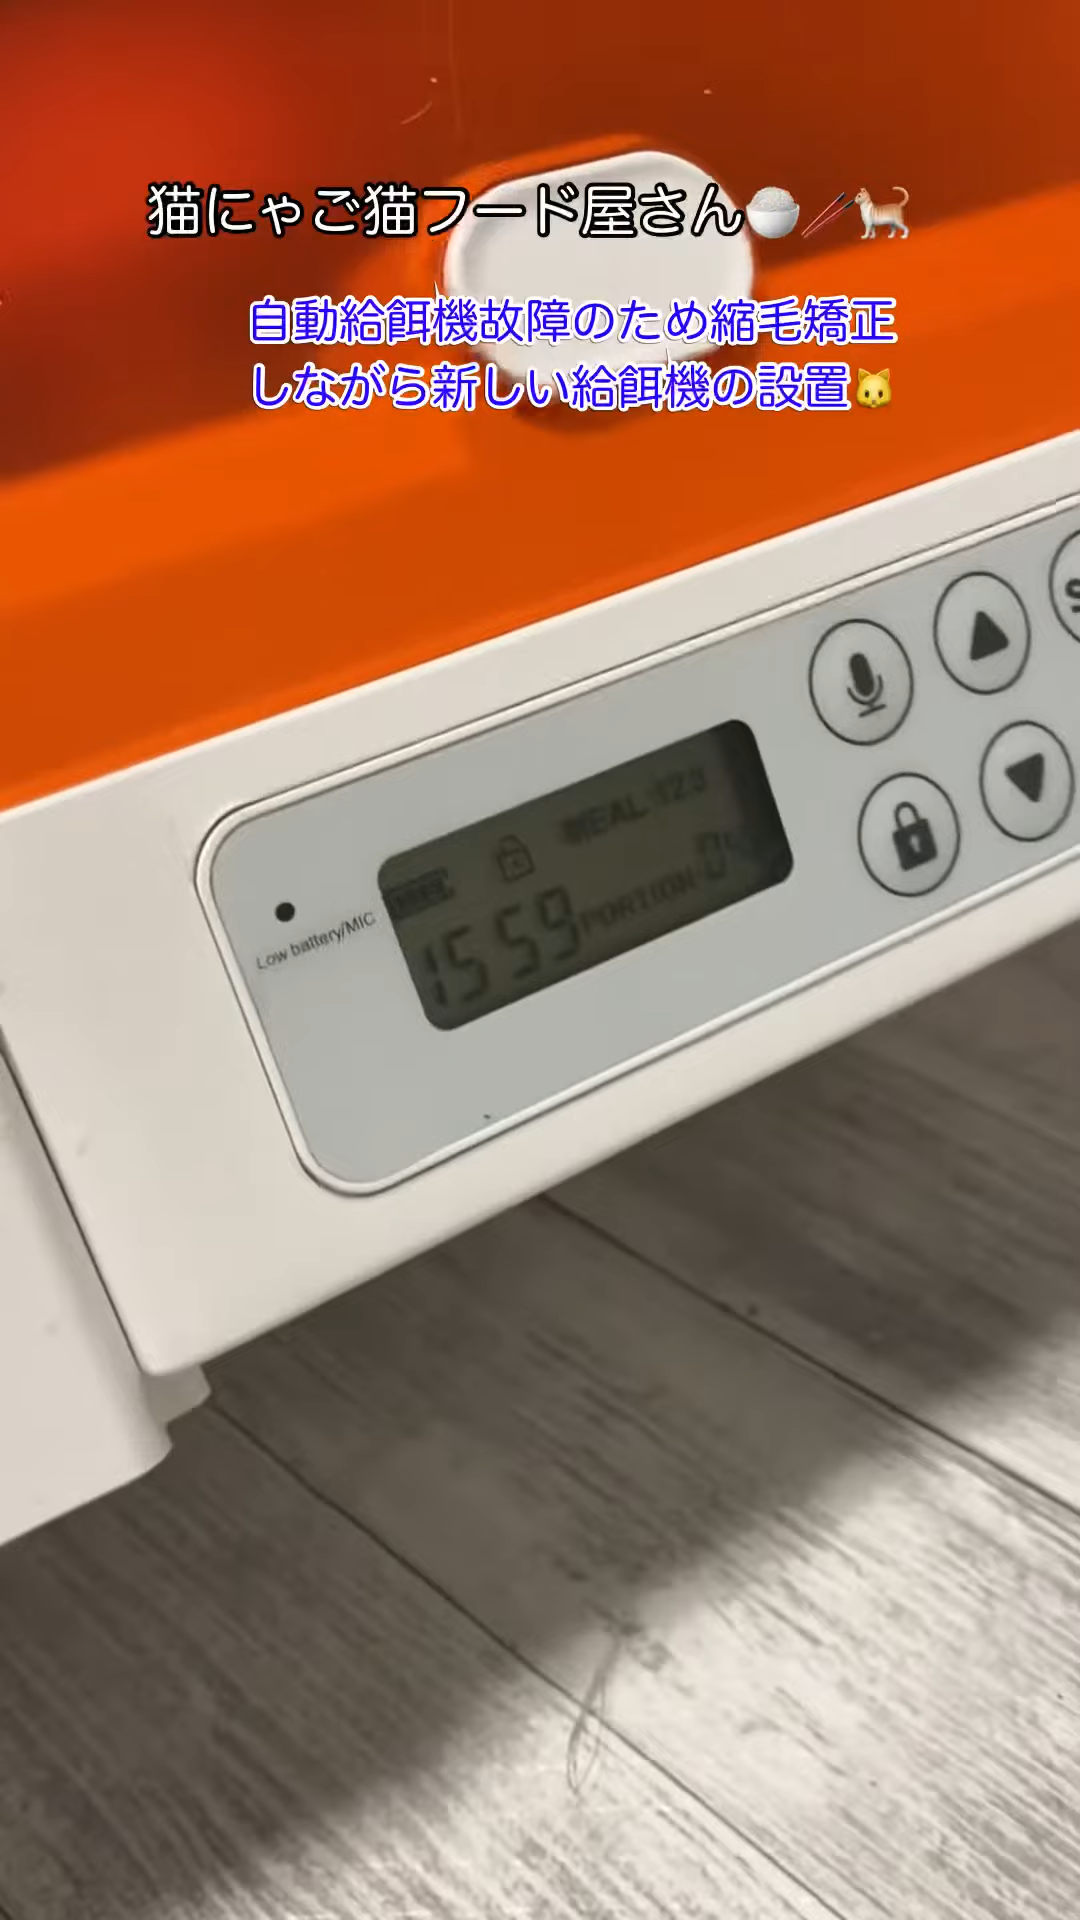 猫にゃご猫フード屋さん🍚🥢🐈
自動給餌機故障のため縮毛矯正
しながら新しい給餌機の設置🐱
MEAL 123
15 59 PORTION
Low battery/MIC